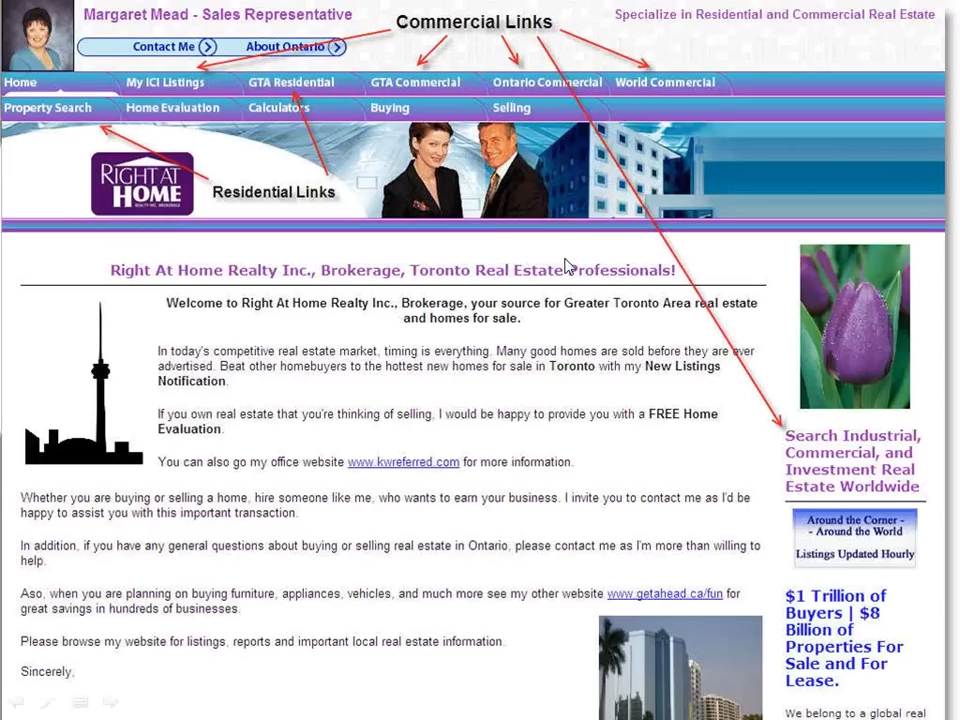 Margaret Mead - Sales Representative
Commercial Links
Specialize in Residential and Commercial Real Estate
Contact Me
About Ontario
Home
My ICI Listings
GTA Residential
GTA Commercial
Ontario Commercial
World Commercial
Property Search
Home Evaluation
Calculators
Buying
Selling
RIGHT AT
HOME
REALTY INC., BROKERAGE
Residential Links
Right At Home Realty Inc., Brokerage, Toronto Real Estate Professionals!
Welcome to Right At Home Realty Inc., Brokerage, your source for Greater Toronto Area real estate
and homes for sale.
In today's competitive real estate market, timing is everything. Many good homes are sold before they are ever
advertised. Beat other homebuyers to the hottest new homes for sale in Toronto with my New Listings
Notification.
If you own real estate that you're thinking of selling, I would be happy to provide you with a FREE Home
Evaluation.
You can also go my office website www.kwreferred.com for more information.
Whether you are buying or selling a home, hire someone like me, who wants to earn your business. I invite you to contact me as I'd be
happy to assist you with this important transaction.
In addition, if you have any general questions about buying or selling real estate in Ontario, please contact me as I'm more than willing to
help.
Aso, when you are planning on buying furniture, appliances, vehicles, and much more see my other website www.getahead.ca/fun for
great savings in hundreds of businesses.
Please browse my website for listings, reports and important local real estate information.
Sincerely,
Search Industrial,
Commercial, and
Investment Real
Estate Worldwide
Around the Corner -
- Around the World
Listings Updated Hourly
$1 Trillion of
Buyers | $8
Billion of
Properties For
Sale and For
Lease.
We belong to a global real